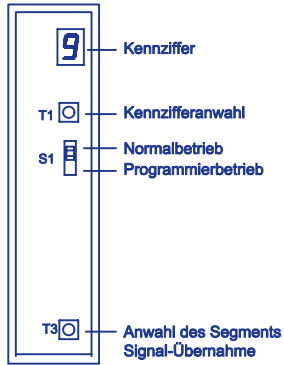 9
Kennziffer
T1
Kennzifferanwahl
S1
Normalbetrieb
Programmierbetrieb
T3
Anwahl des Segments
Signal-Übernahme